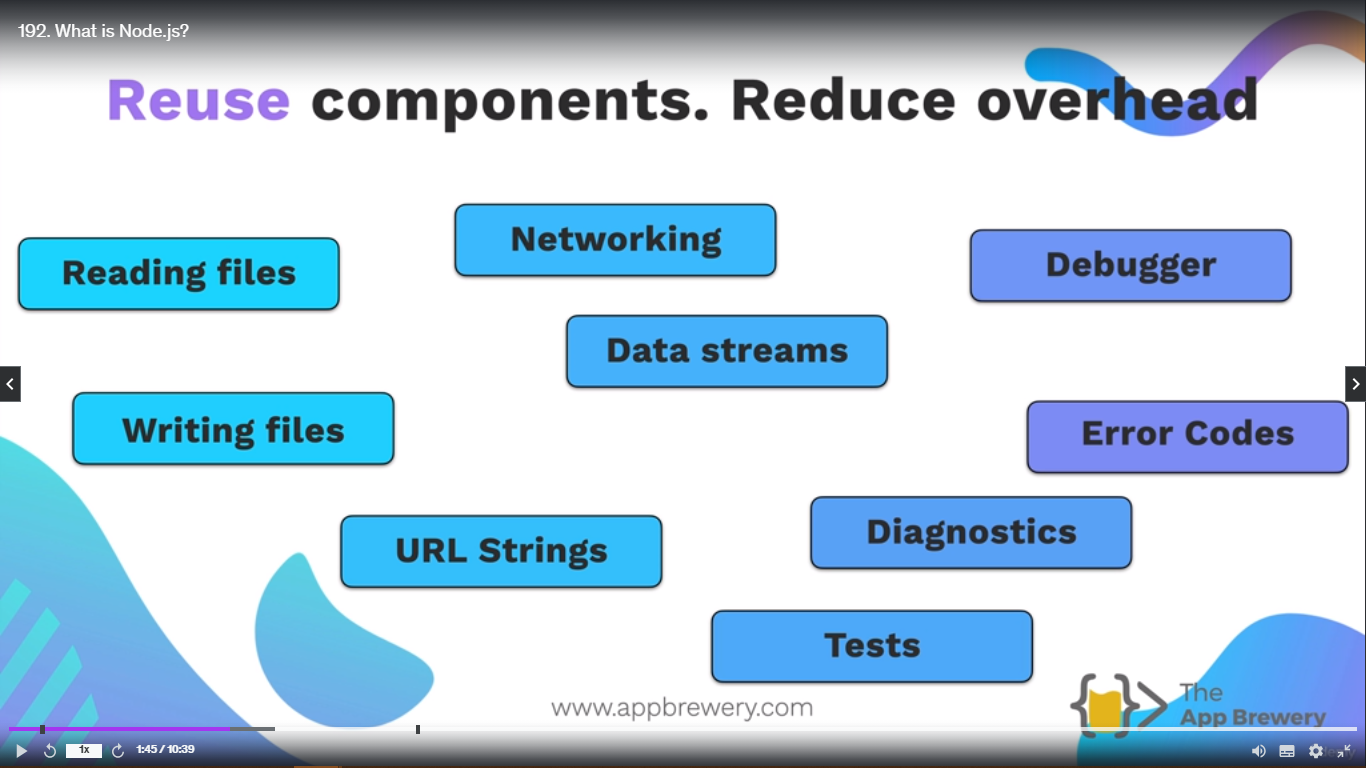 192. What is Node.js?
Reuse components. Reduce overhead
Networking
Debugger
Reading files
Data streams
Writing files
Error Codes
Diagnostics
URL Strings
Tests
www.appbrewery.com
The
App Brewery
1x
1:45 / 10:39